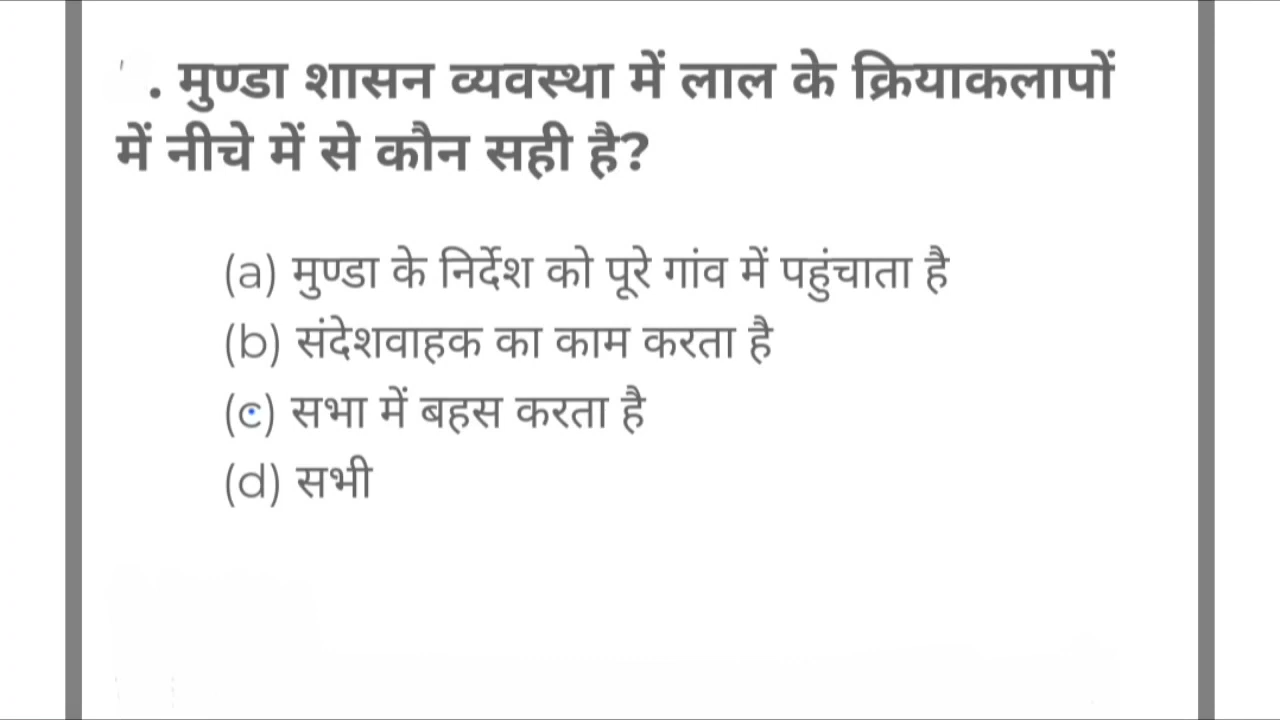 . मुण्डा शासन व्यवस्था में लाल के क्रियाकलापों
में नीचे में से कौन सही है?
(a) मुण्डा के निर्देश को पूरे गांव में पहुंचाता है
(b) संदेशवाहक का काम करता है
(c) सभा में बहस करता है
(d) सभी